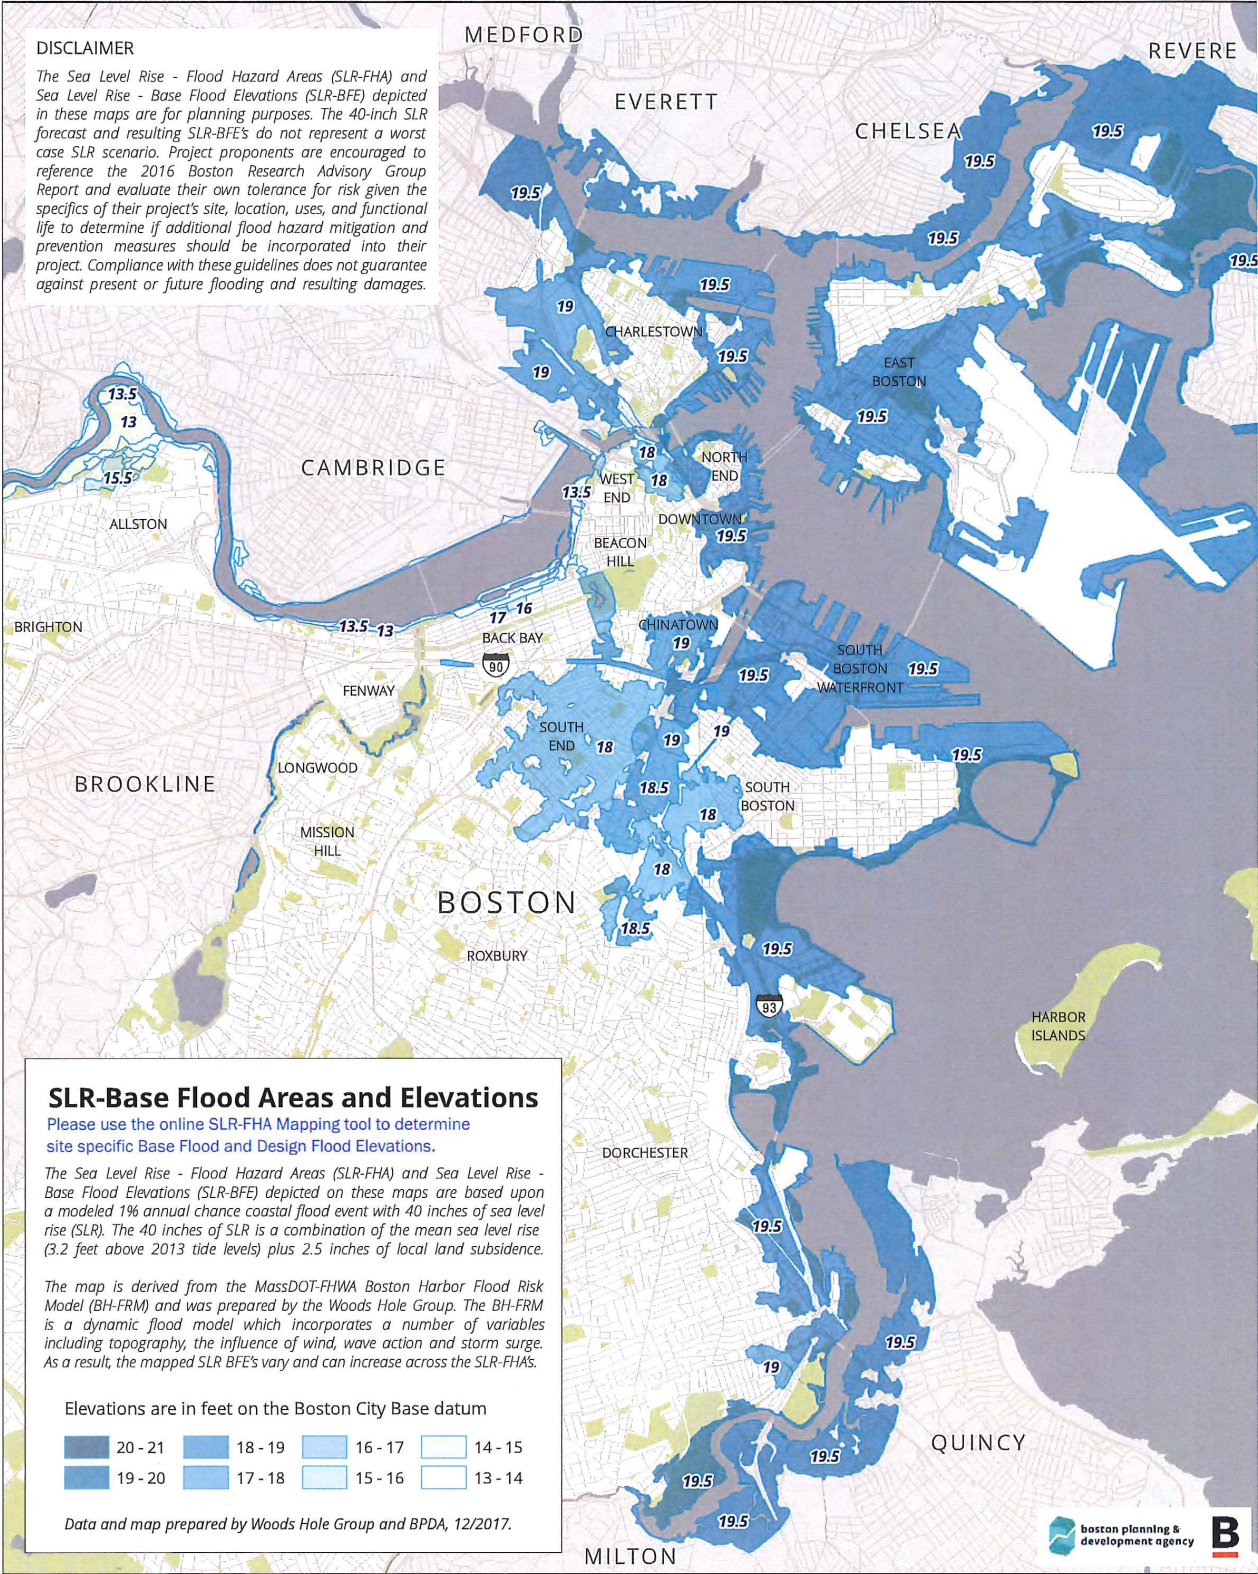 MEDFORD
REVERE
EVERETT
CHELSEA
DISCLAIMER
The Sea Level Rise - Flood Hazard Areas (SLR-FHA) and
Sea Level Rise - Base Flood Elevations (SLR-BFE) depicted
in these maps are for planning purposes. The 40-inch SLR
forecast and resulting SLR-BFE's do not represent a worst
case SLR scenario. Project proponents are encouraged to
reference the 2016 Boston Research Advisory Group
Report and evaluate their own tolerance for risk given the
specifics of their project's site, location, uses, and functional
life to determine if additional flood hazard mitigation and
prevention measures should be incorporated into their
project. Compliance with these guidelines does not guarantee
against present or future flooding and resulting damages.
19.5
19.5
19.5
19.5
19.5
19.5
19
CHARLESTOWN
19.5
19
EAST
BOSTON
19.5
13.5
13
15.5
CAMBRIDGE
ALLSTON
18
NORTH
END
WEST
END
18
13.5
DOWNTOWN
19.5
BEACON
HILL
16
17
13.5
13
BRIGHTON
BACK BAY
CHINATOWN
19
90
SOUTH
BOSTON
WATERFRONT
19.5
19.5
FENWAY
SOUTH
END
18
19
19
19.5
LONGWOOD
BROOKLINE
18.5
SOUTH
BOSTON
18
MISSION
HILL
18
BOSTON
18.5
19.5
ROXBURY
93
HARBOR
ISLANDS
DORCHESTER
19.5
19.5
19
19.5
19.5
19.5
QUINCY
MILTON
SLR-Base Flood Areas and Elevations
Please use the online SLR-FHA Mapping tool to determine
site specific Base Flood and Design Flood Elevations.
The Sea Level Rise - Flood Hazard Areas (SLR-FHA) and Sea Level Rise -
Base Flood Elevations (SLR-BFE) depicted on these maps are based upon
a modeled 1% annual chance coastal flood event with 40 inches of sea level
rise (SLR). The 40 inches of SLR is a combination of the mean sea level rise
(3.2 feet above 2013 tide levels) plus 2.5 inches of local land subsidence.
The map is derived from the MassDOT-FHWA Boston Harbor Flood Risk
Model (BH-FRM) and was prepared by the Woods Hole Group. The BH-FRM
is a dynamic flood model which incorporates a number of variables
including topography, the influence of wind, wave action and storm surge.
As a result, the mapped SLR BFE's vary and can increase across the SLR-FHA's.
Elevations are in feet on the Boston City Base datum
20 - 21
18 - 19
16 - 17
14 - 15
19 - 20
17 - 18
15 - 16
13 - 14
Data and map prepared by Woods Hole Group and BPDA, 12/2017.
boston planning &
development agency
B